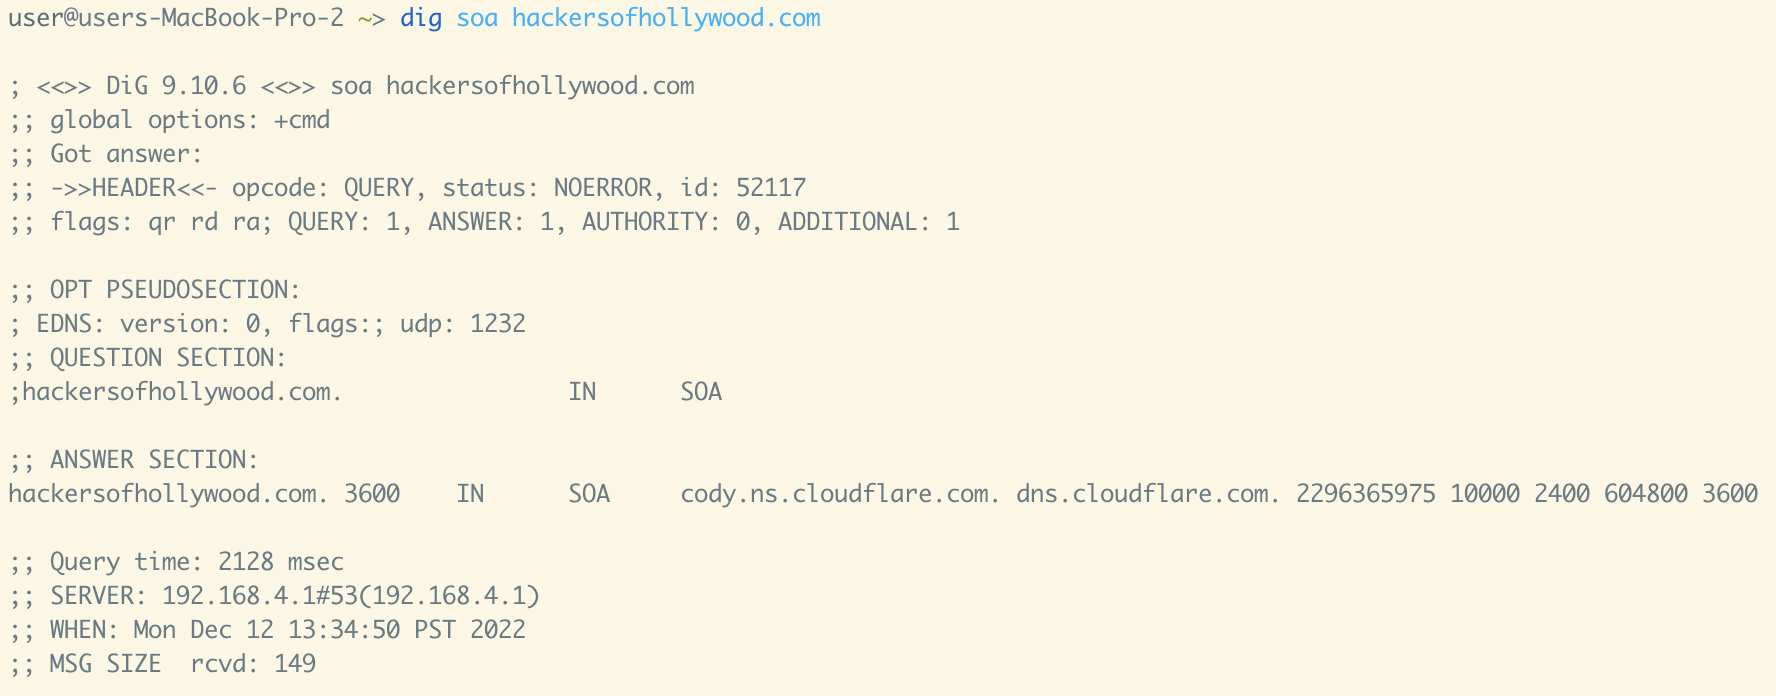 user@users-MacBook-Pro-2 ~> dig soa hackersofhollywood.com
; <<>> DiG 9.10.6 <<>> soa hackersofhollywood.com
;; global options: +cmd
;; Got answer:
;; ->>HEADER<<- opcode: QUERY, status: NOERROR, id: 52117
;; flags: qr rd ra; QUERY: 1, ANSWER: 1, AUTHORITY: 0, ADDITIONAL: 1
;; OPT PSEUDOSECTION:
; EDNS: version: 0, flags:; udp: 1232
;; QUESTION SECTION:
;hackersofhollywood.com. IN SOA
;; ANSWER SECTION:
hackersofhollywood.com. 3600 IN SOA cody.ns.cloudflare.com. dns.cloudflare.com. 2296365975 10000 2400 604800 3600
;; Query time: 2128 msec
;; SERVER: 192.168.4.1#53(192.168.4.1)
;; WHEN: Mon Dec 12 13:34:50 PST 2022
;; MSG SIZE  rcvd: 149